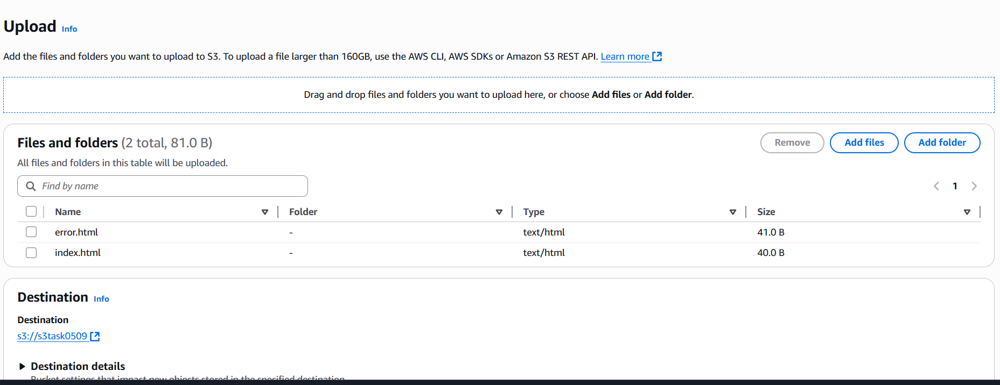 Upload Info
Add the files and folders you want to upload to S3. To upload a file larger than 160GB, use the AWS CLI, AWS SDKs or Amazon S3 REST API. Learn more
Drag and drop files and folders you want to upload here, or choose Add files or Add folder.
Files and folders (2 total, 81.0 B)
Remove Add files Add folder
All files and folders in this table will be uploaded.
Find by name
1
Name Folder Type Size
error.html - text/html 41.0 B
index.html - text/html 40.0 B
Destination Info
Destination
s3://s3task0509
Destination details
Bucket settings that impact new objects stored in the specified destination.